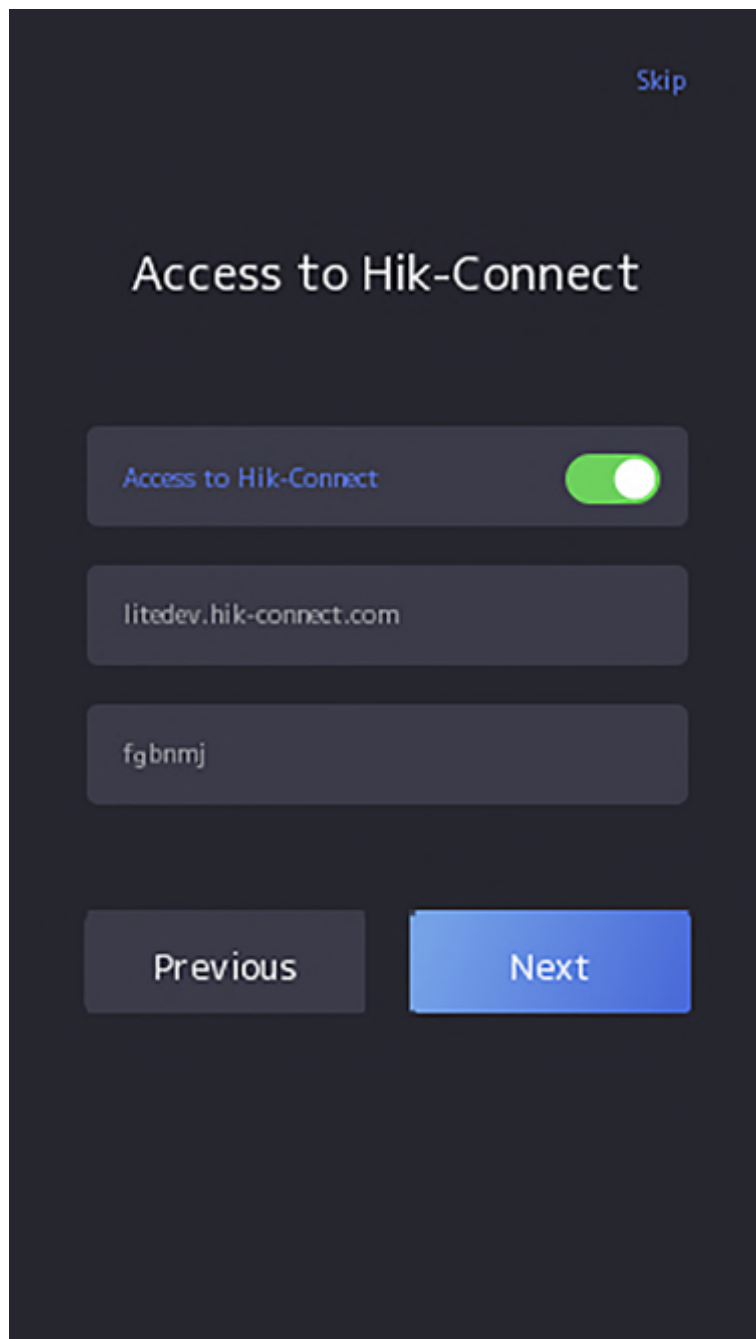 Skip
Access to Hik-Connect
Access to Hik-Connect
litedev.hik-connect.com
fgbnmj
Previous
Next